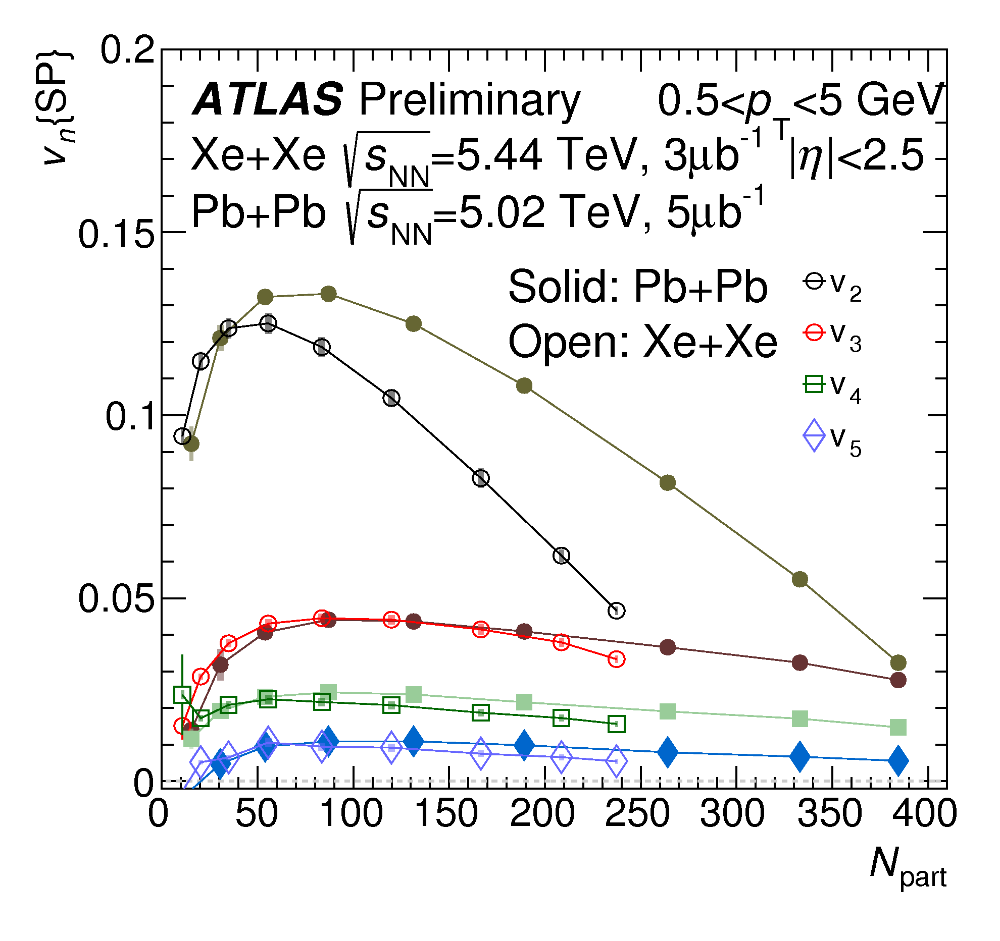 v_n{SP}
0.2
0.15
0.1
0.05
0
ATLAS Preliminary 0.5<p_T<5 GeV
Xe+Xe √s_NN=5.44 TeV, 3μb^-1 |η|<2.5
Pb+Pb √s_NN=5.02 TeV, 5μb^-1
Solid: Pb+Pb
Open: Xe+Xe
v_2
v_3
v_4
v_5
0 50 100 150 200 250 300 350 400
N_part